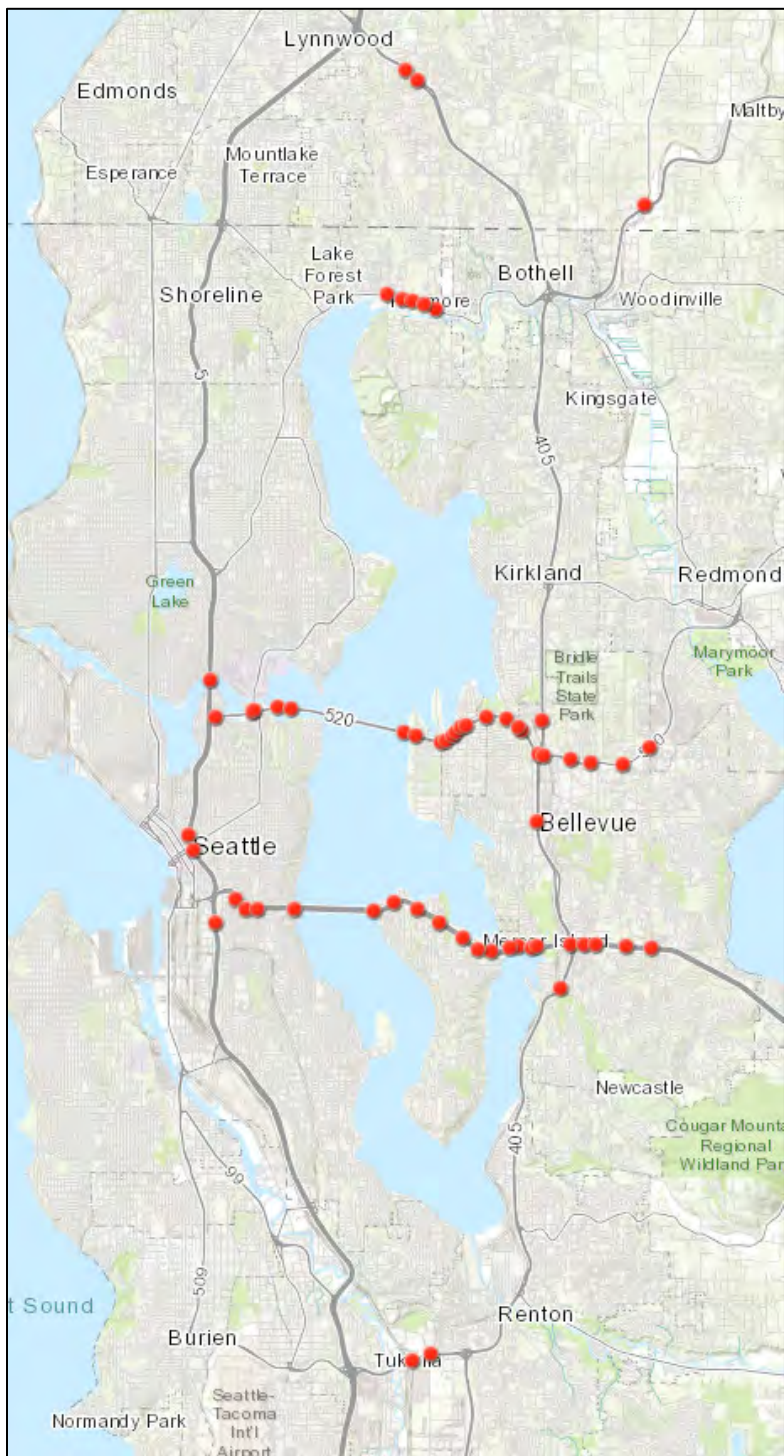 Lynnwood
Edmonds
Maltby
Mountlake
Terrace
Esperance
Lake
Forest
Park
Bothell
Shoreline
Woodinville
5
Kingsgate
405
Kirkland
Redmond
Green
Lake
Marymoor
Park
Bridle
Trails
State
Park
520
Bellevue
Seattle
Newcastle
Cougar Mounta
Regional
Wildland Par
405
99
509
t Sound
Renton
Burien
Seattle-
Tacoma
Int'l
Airport
Normandy Park